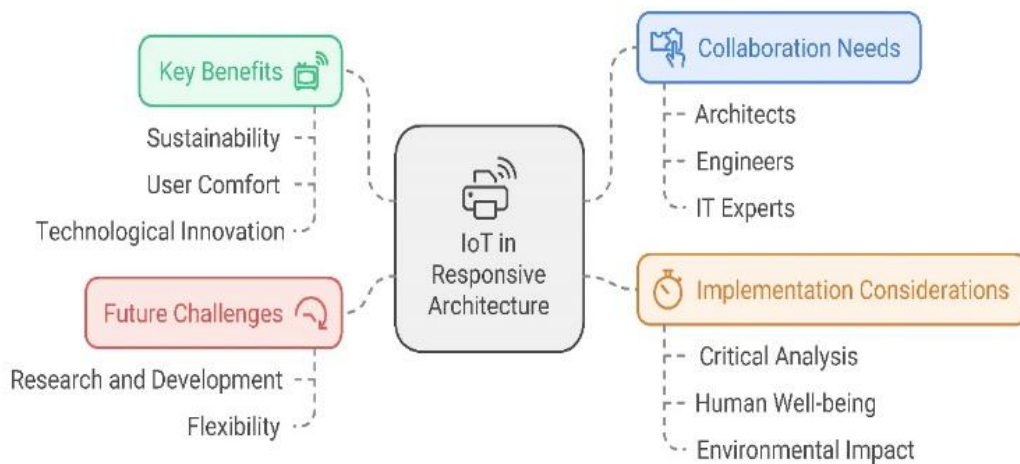 Key Benefits
Sustainability
User Comfort
Technological Innovation
Future Challenges
Research and Development
Flexibility
IoT in
Responsive
Architecture
Collaboration Needs
Architects
Engineers
IT Experts
Implementation Considerations
Critical Analysis
Human Well-being
Environmental Impact